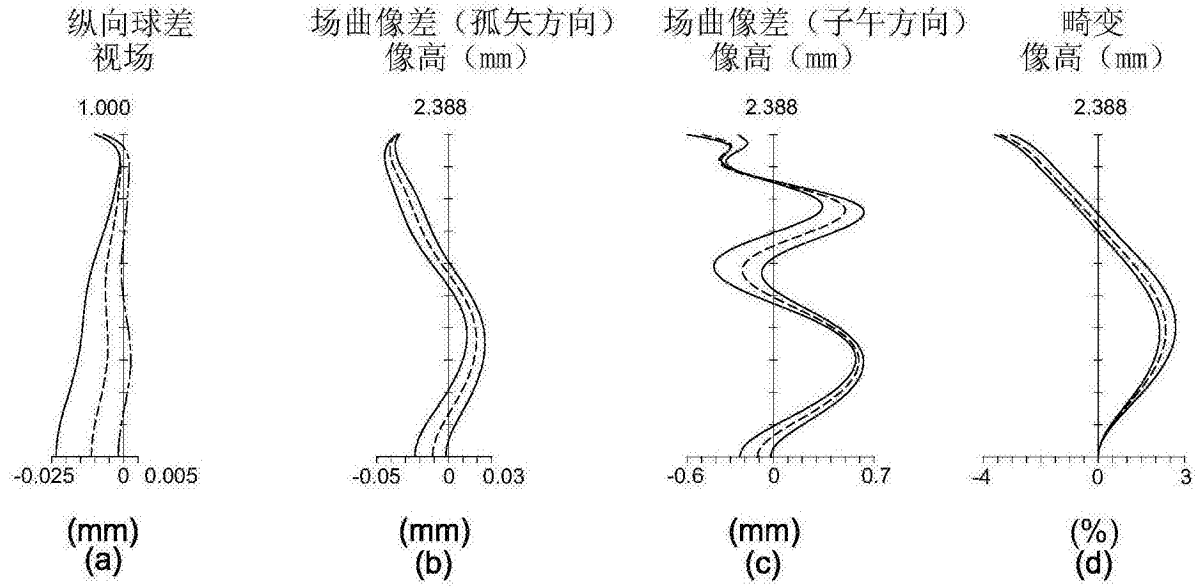 纵向球差
视场
1.000
-0.025 0 0.005
(mm)
(a)
场曲像差（孤矢方向）
像高（mm）
2.388
-0.05 0 0.03
(mm)
(b)
场曲像差（子午方向）
像高（mm）
2.388
-0.6 0 0.7
(mm)
(c)
畸变
像高（mm）
2.388
-4 0 3
(%)
(d)